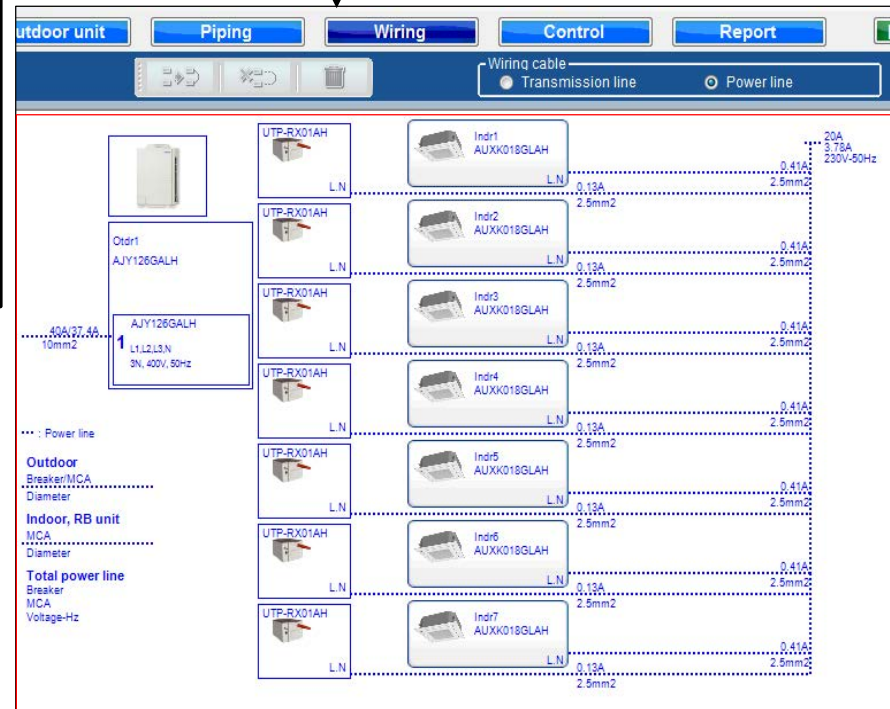 utdoor unit Piping Wiring Control Report
Wiring cable
Transmission line Power line
UTP-RX01AH
L.N
Indr1
AUXK018GLAH
L.N
0.13A
2.5mm2
0.41A
2.5mm2
20A
3.78A
230V-50Hz
UTP-RX01AH
L.N
Indr2
AUXK018GLAH
L.N
0.13A
2.5mm2
0.41A
2.5mm2
Otdr1
AJY126GALH
UTP-RX01AH
L.N
Indr3
AUXK018GLAH
L.N
0.13A
2.5mm2
0.41A
2.5mm2
40A/37.4A
10mm2
AJY126GALH
1 L1,L2,L3,N
3N, 400V, 50Hz
UTP-RX01AH
L.N
Indr4
AUXK018GLAH
L.N
0.13A
2.5mm2
0.41A
2.5mm2
: Power line
Outdoor
Breaker/MCA
Diameter
Indoor, RB unit
MCA
Diameter
Total power line
Breaker
MCA
Voltage-Hz
UTP-RX01AH
L.N
Indr5
AUXK018GLAH
L.N
0.13A
2.5mm2
0.41A
2.5mm2
UTP-RX01AH
L.N
Indr6
AUXK018GLAH
L.N
0.13A
2.5mm2
0.41A
2.5mm2
UTP-RX01AH
L.N
Indr7
AUXK018GLAH
L.N
0.13A
2.5mm2
0.41A
2.5mm2